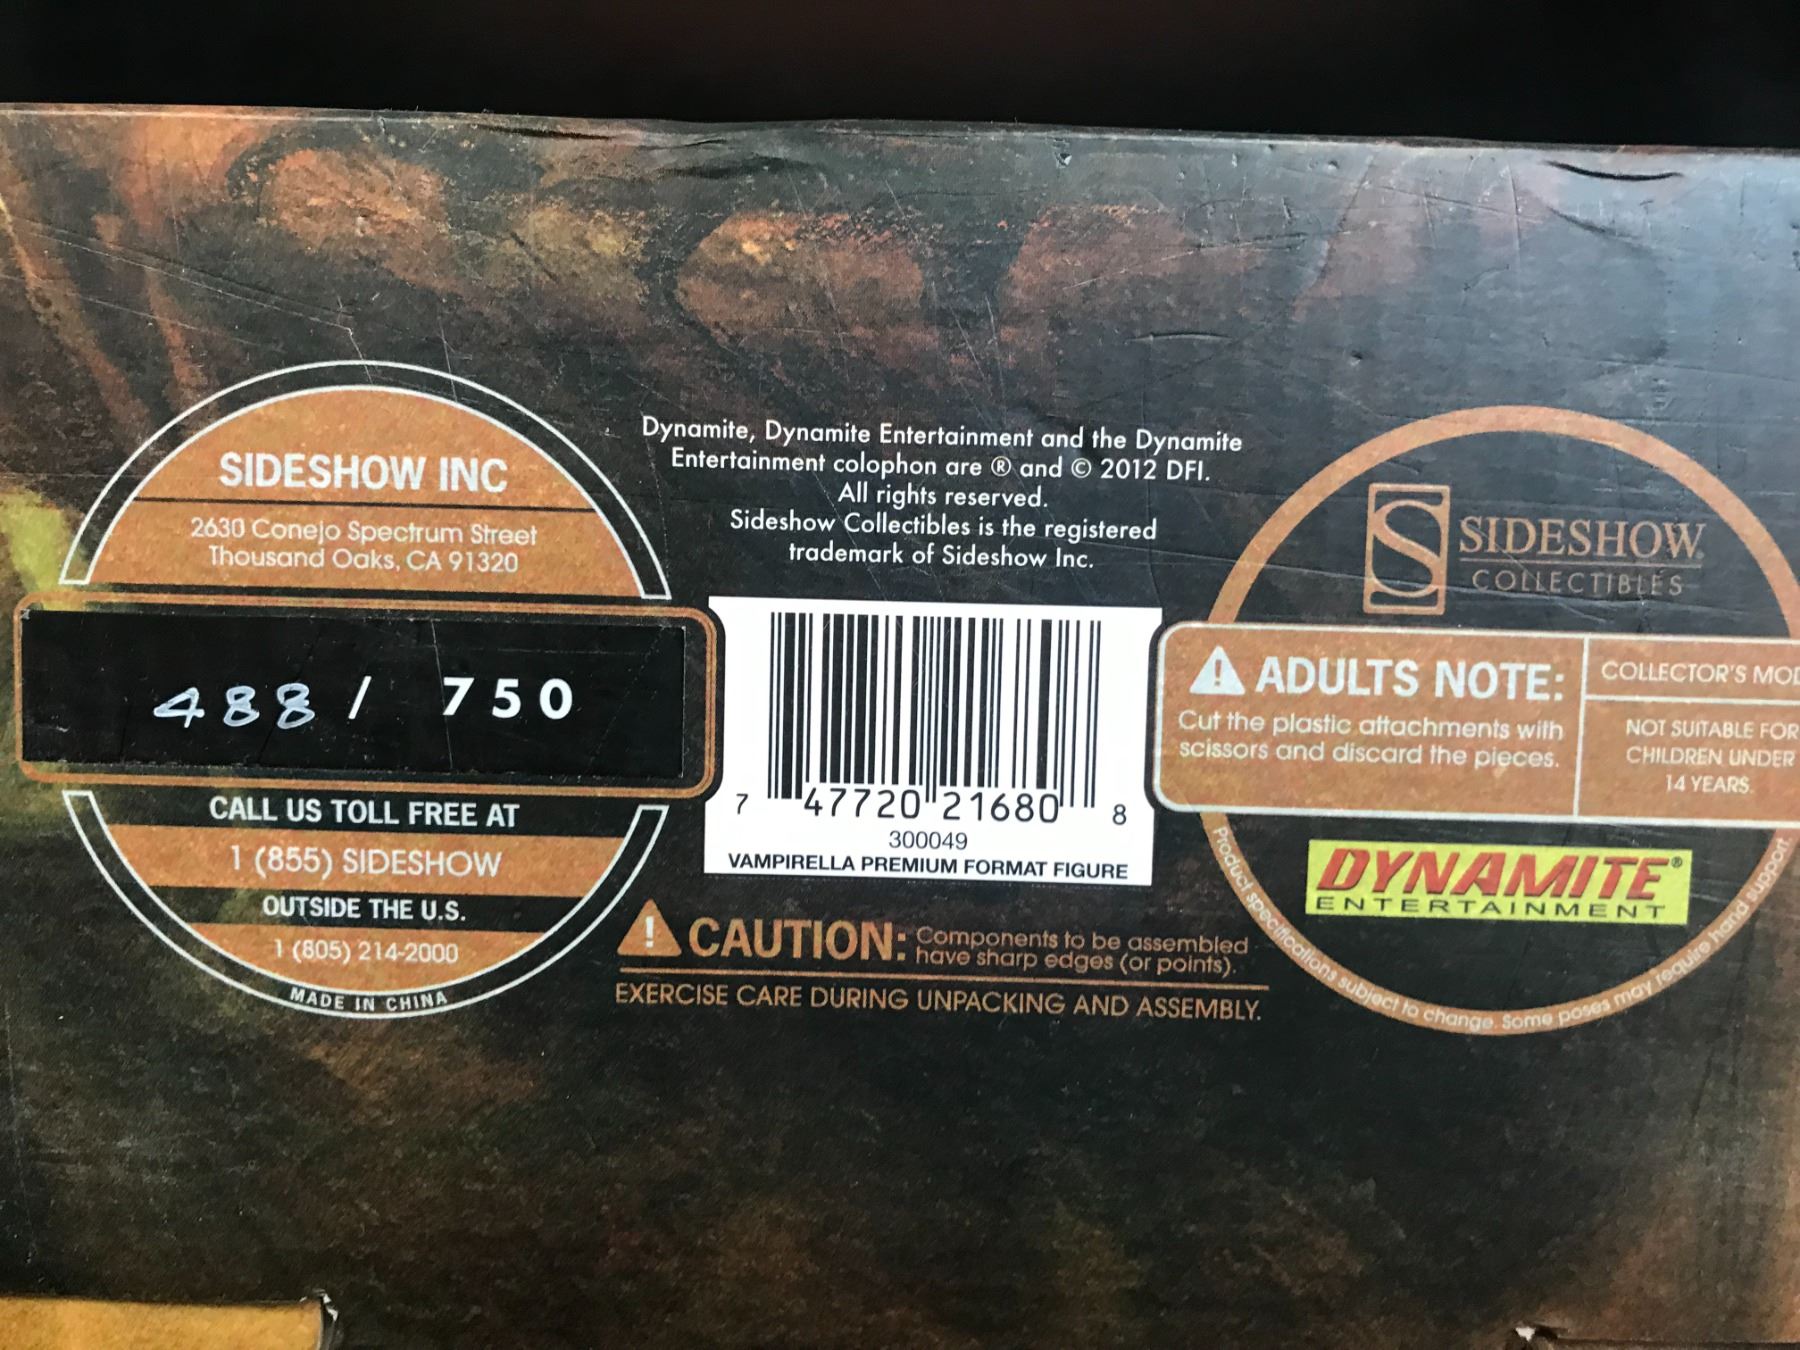 SIDESHOW INC
2630 Conejo Spectrum Street
Thousand Oaks, CA 91320
488 / 750
CALL US TOLL FREE AT
1 (855) SIDESHOW
OUTSIDE THE U.S.
1 (805) 214-2000
MADE IN CHINA
Dynamite, Dynamite Entertainment and the Dynamite
Entertainment colophon are ® and © 2012 DFI.
All rights reserved.
Sideshow Collectibles is the registered
trademark of Sideshow Inc.
7 47720 21680 8
300049
VAMPIRELLA PREMIUM FORMAT FIGURE
CAUTION: Components to be assembled
have sharp edges (or points).
EXERCISE CARE DURING UNPACKING AND ASSEMBLY.
S SIDESHOW
COLLECTIBLES
ADULTS NOTE:
Cut the plastic attachments with
scissors and discard the pieces.
COLLECTOR'S MOD
NOT SUITABLE FOR
CHILDREN UNDER
14 YEARS.
DYNAMITE®
ENTERTAINMENT
Product specifications subject to change. Some poses may require hand support.